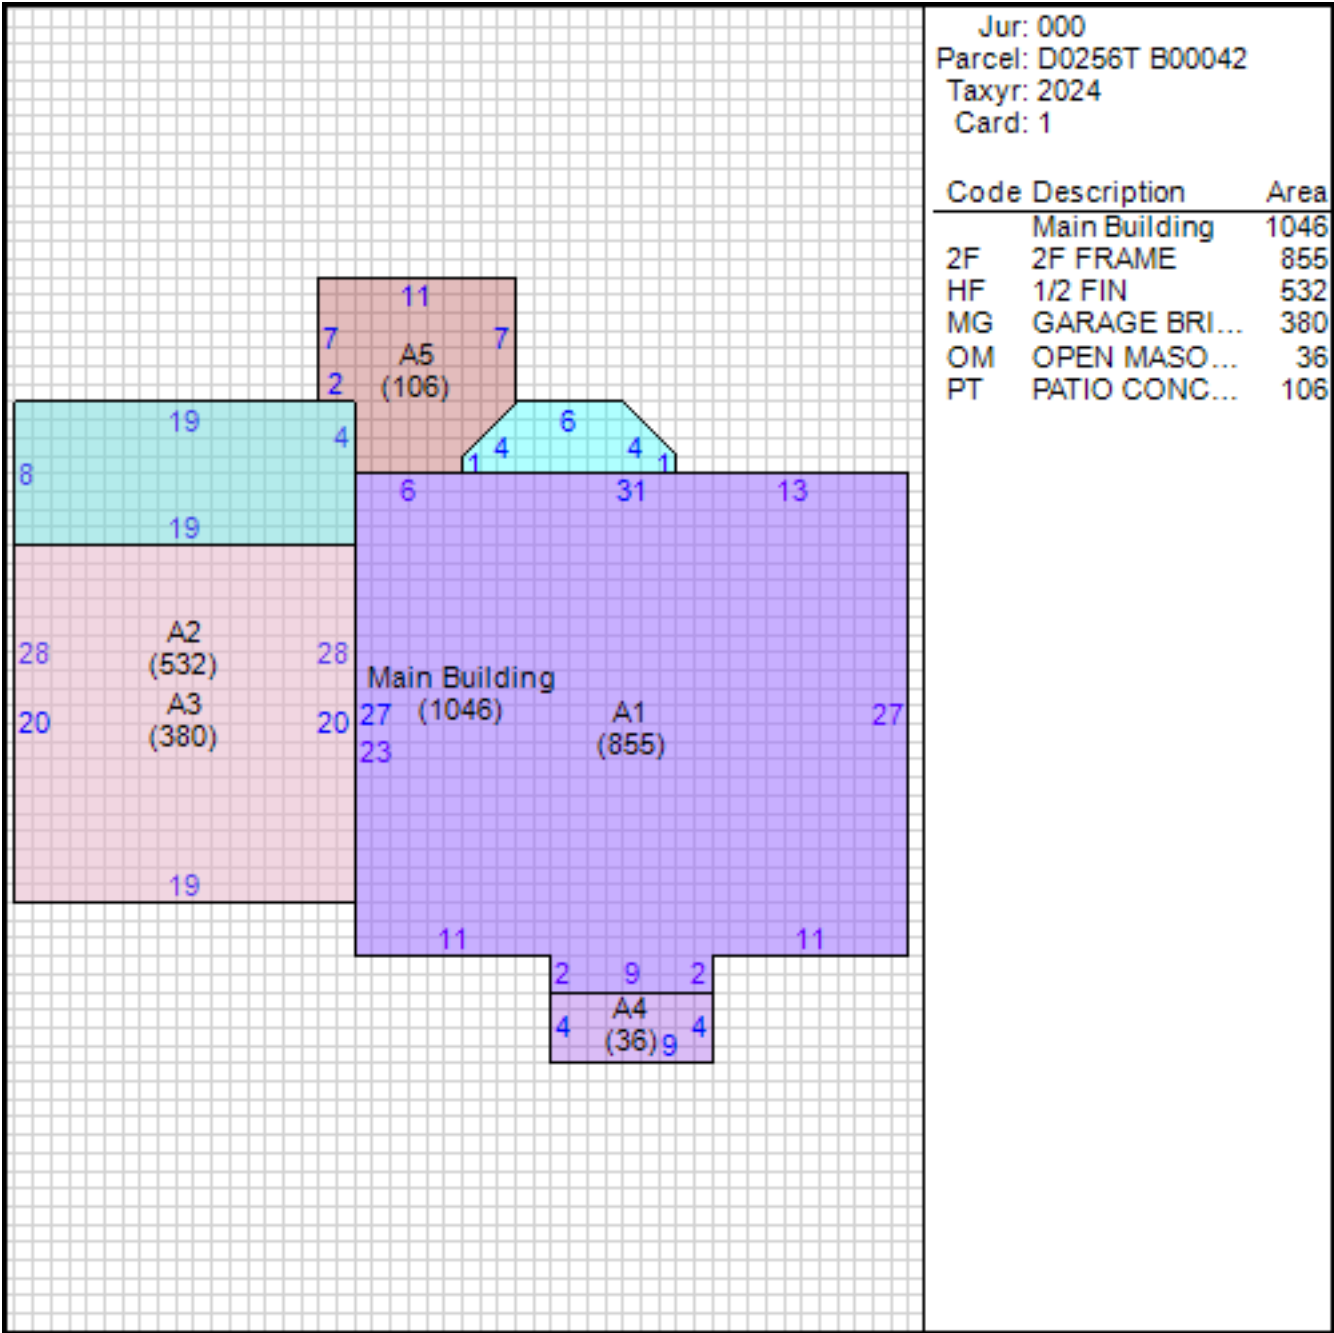 Jur: 000
Parcel: D0256T B00042
Taxyr: 2024
Card: 1
Code Description Area
Main Building 1046
2F 2F FRAME 855
HF 1/2 FIN 532
MG GARAGE BRI... 380
OM OPEN MASO... 36
PT PATIO CONC... 106
11
7 7
A5
2 (106)
19 6
4 4 4
8 1 1
6 31 13
19
A2
28 (532) 28
Main Building
A3 (1046) A1
20 (380) 20 27 (855) 27
23
19
11 11
2 9 2
A4
4 (36) 9 4